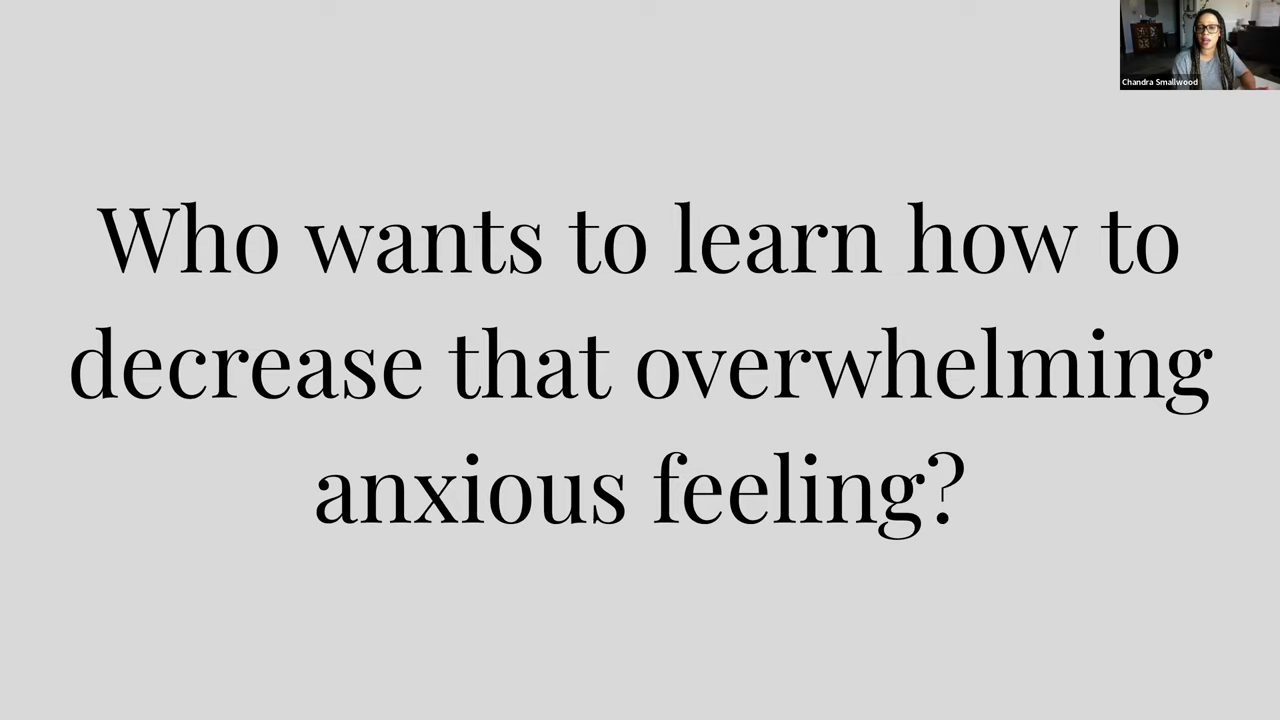 Chandra Smallwood
Who wants to learn how to
decrease that overwhelming
anxious feeling?